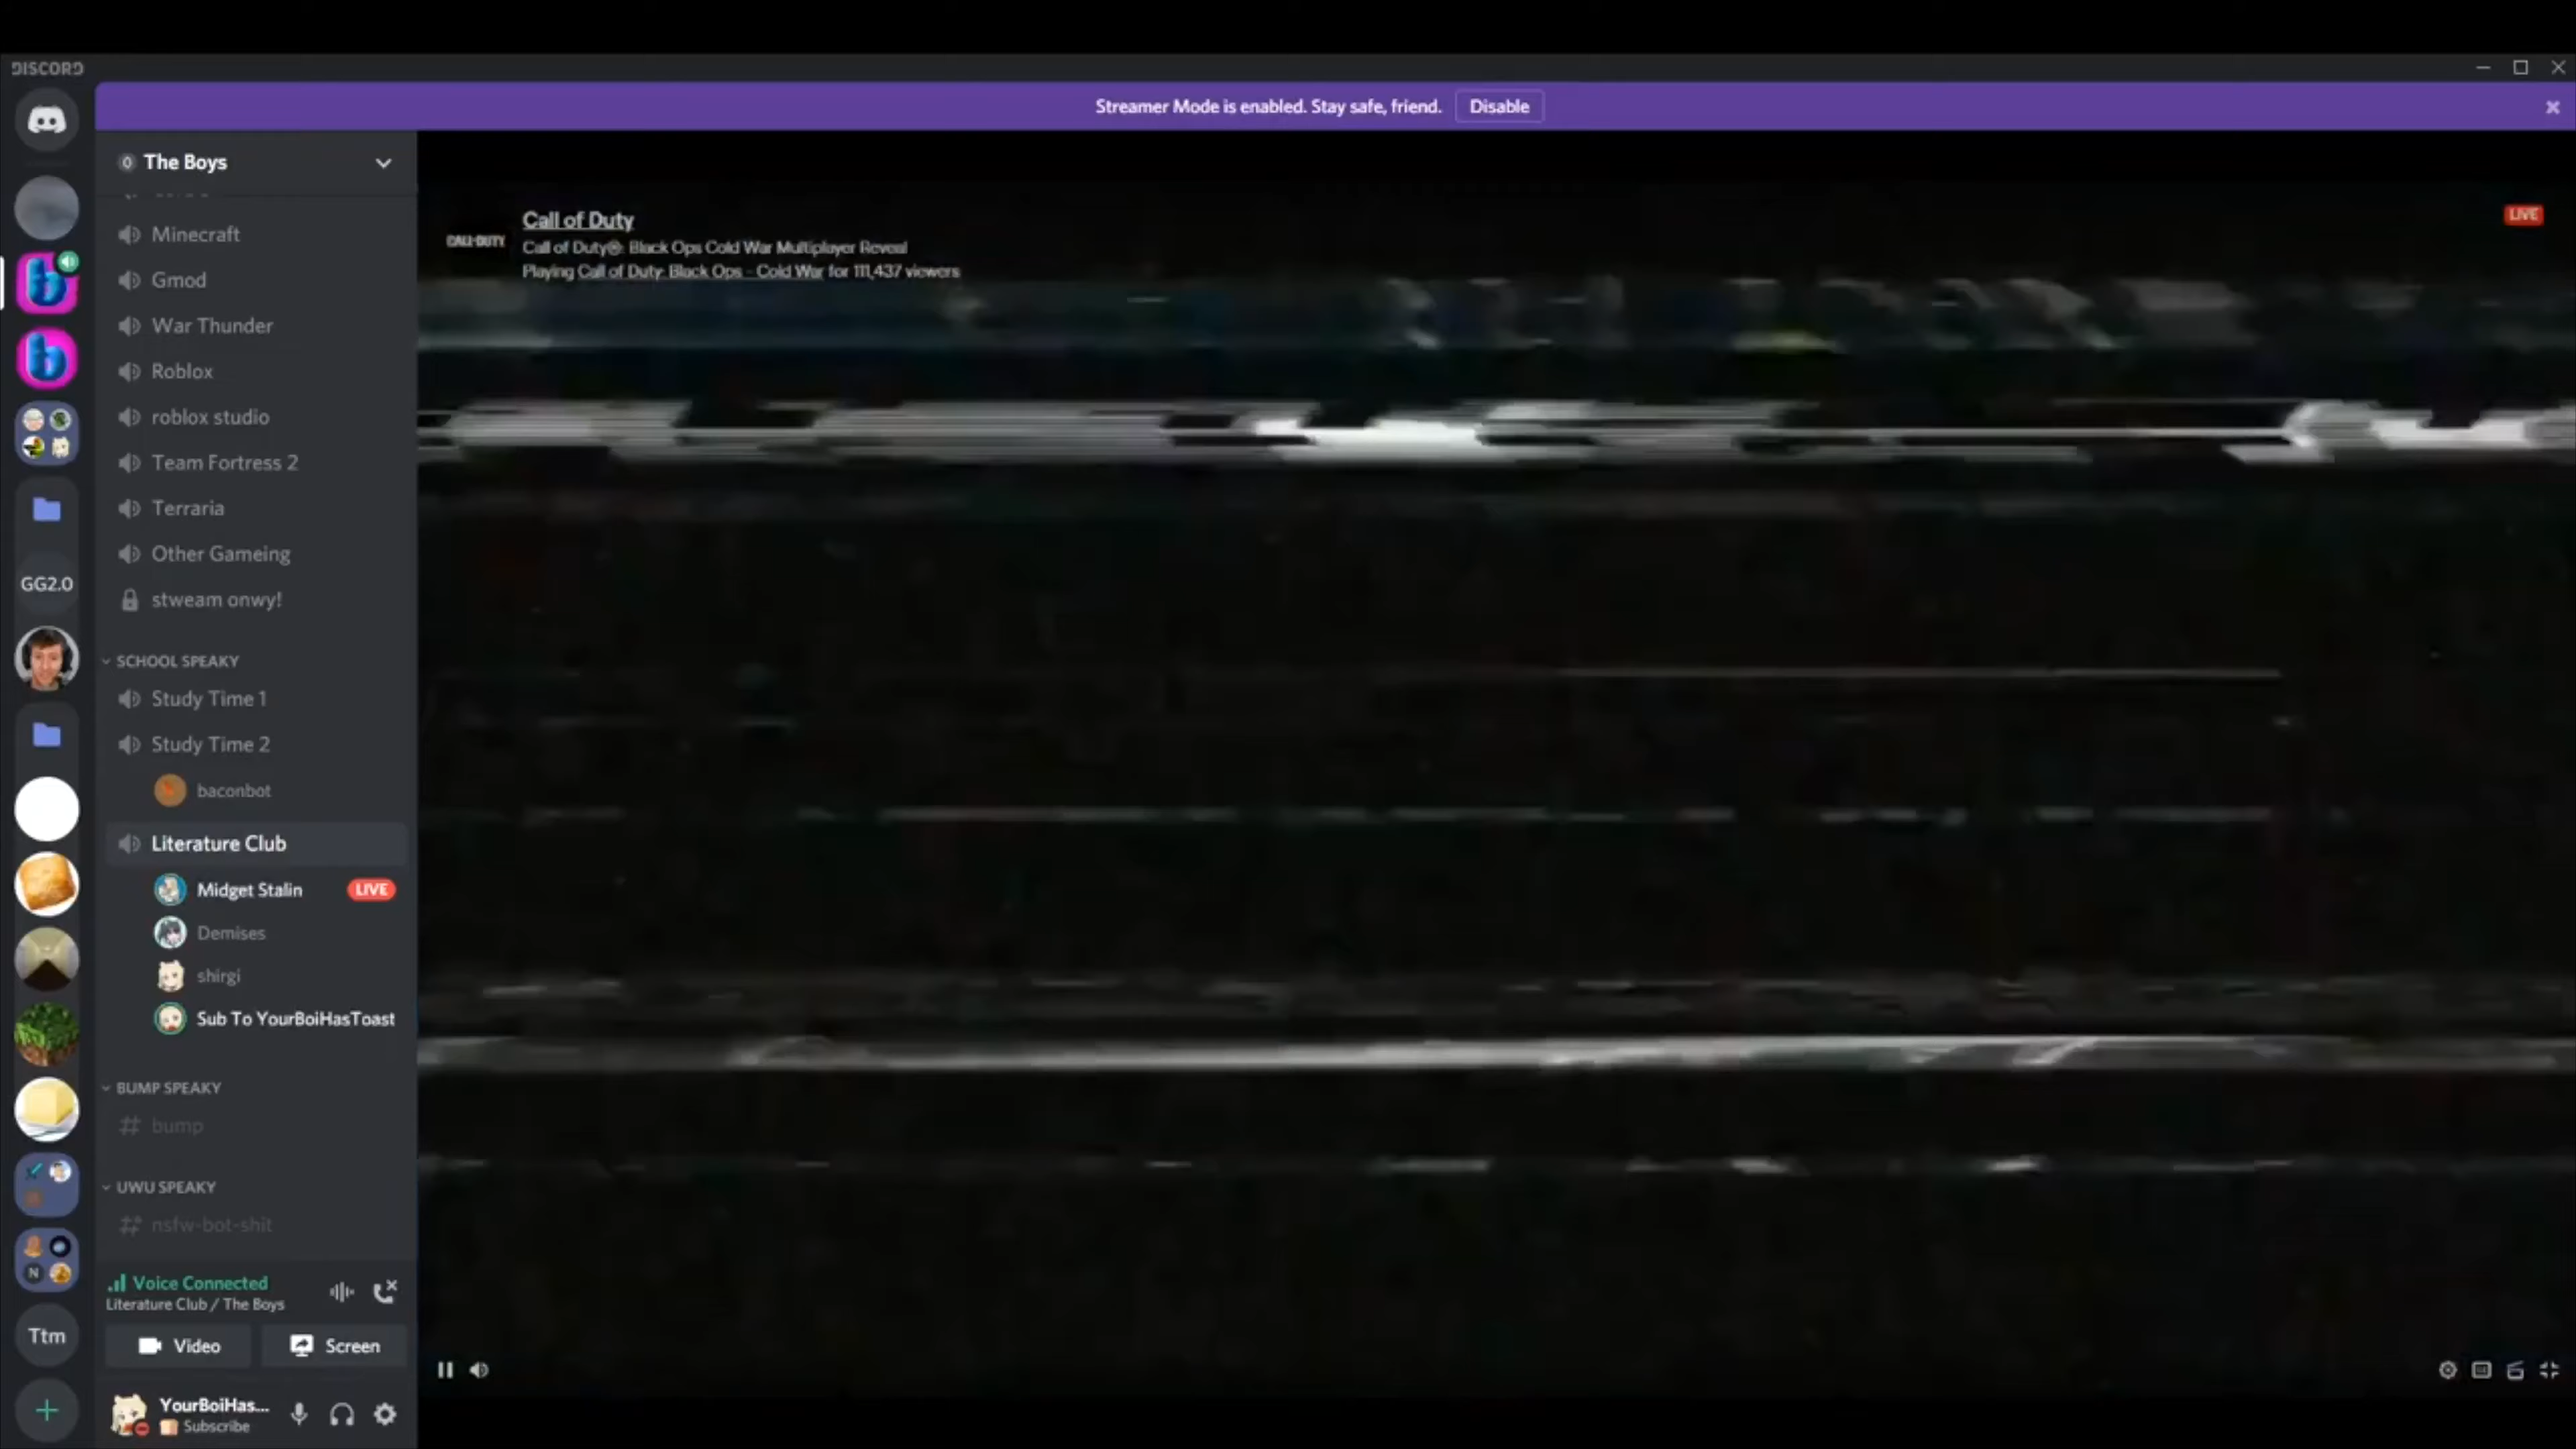 DISCORD
Streamer Mode is enabled. Stay safe, friend. Disable
The Boys
Minecraft
Gmod
War Thunder
Roblox
roblox studio
Team Fortress 2
Terraria
Other Gameing
stweam onwy!
SCHOOL SPEAKY
Study Time 1
Study Time 2
baconbot
Literature Club
Midget Stalin LIVE
Demises
shirgi
Sub To YourBoiHasToast
BUMP SPEAKY
bump
UWU SPEAKY
nsfw-bot-shit
Voice Connected
Literature Club / The Boys
Video Screen
YourBoiHas...
Subscribe
GG2.0
N
Ttm
CALL OF DUTY
Call of Duty
Call of Duty®: Black Ops Cold War Multiplayer Reveal
Playing Call of Duty: Black Ops - Cold War for 111,437 viewers
LIVE